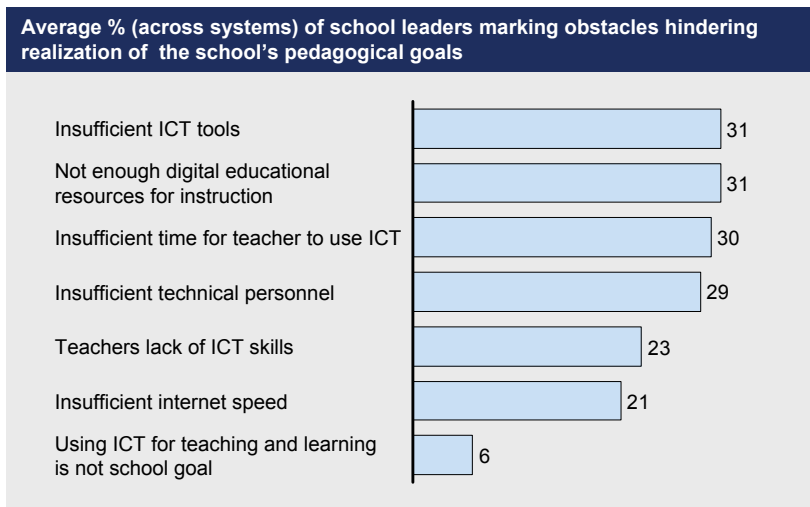 Average % (across systems) of school leaders marking obstacles hindering
realization of the school’s pedagogical goals
Insufficient ICT tools
31
Not enough digital educational
resources for instruction
31
Insufficient time for teacher to use ICT
30
Insufficient technical personnel
29
Teachers lack of ICT skills
23
Insufficient internet speed
21
Using ICT for teaching and learning
is not school goal
6